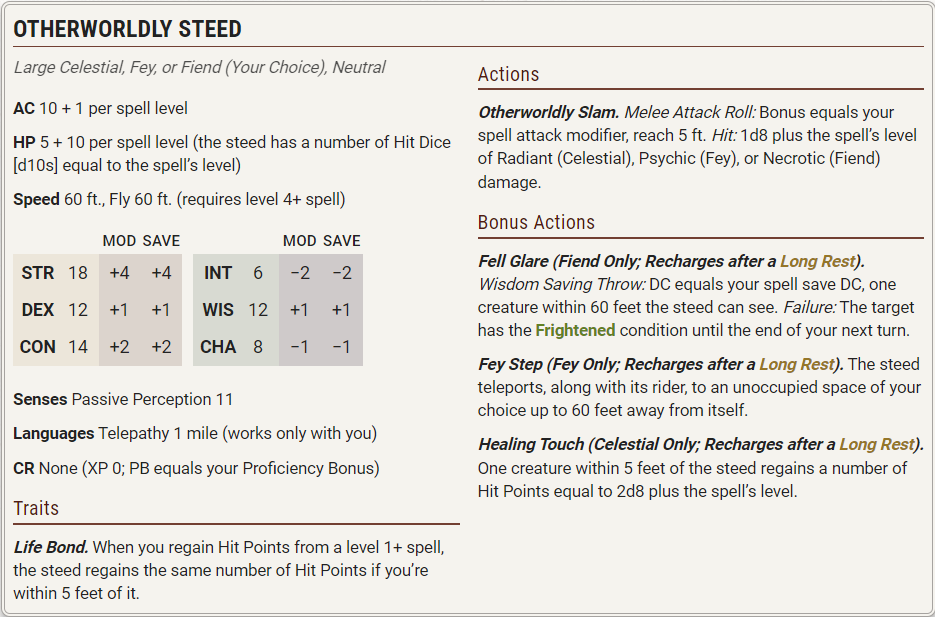 OTHERWORLDLY STEED
Large Celestial, Fey, or Fiend (Your Choice), Neutral
AC 10 + 1 per spell level
HP 5 + 10 per spell level (the steed has a number of Hit Dice
[d10s] equal to the spell’s level)
Speed 60 ft., Fly 60 ft. (requires level 4+ spell)
MOD SAVE MOD SAVE
STR 18 +4 +4 INT 6 −2 −2
DEX 12 +1 +1 WIS 12 +1 +1
CON 14 +2 +2 CHA 8 −1 −1
Senses Passive Perception 11
Languages Telepathy 1 mile (works only with you)
CR None (XP 0; PB equals your Proficiency Bonus)
Traits
Life Bond. When you regain Hit Points from a level 1+ spell,
the steed regains the same number of Hit Points if you’re
within 5 feet of it.
Actions
Otherworldly Slam. Melee Attack Roll: Bonus equals your
spell attack modifier, reach 5 ft. Hit: 1d8 plus the spell’s level
of Radiant (Celestial), Psychic (Fey), or Necrotic (Fiend)
damage.
Bonus Actions
Fell Glare (Fiend Only; Recharges after a Long Rest).
Wisdom Saving Throw: DC equals your spell save DC, one
creature within 60 feet the steed can see. Failure: The target
has the Frightened condition until the end of your next turn.
Fey Step (Fey Only; Recharges after a Long Rest). The steed
teleports, along with its rider, to an unoccupied space of your
choice up to 60 feet away from itself.
Healing Touch (Celestial Only; Recharges after a Long Rest).
One creature within 5 feet of the steed regains a number of
Hit Points equal to 2d8 plus the spell’s level.